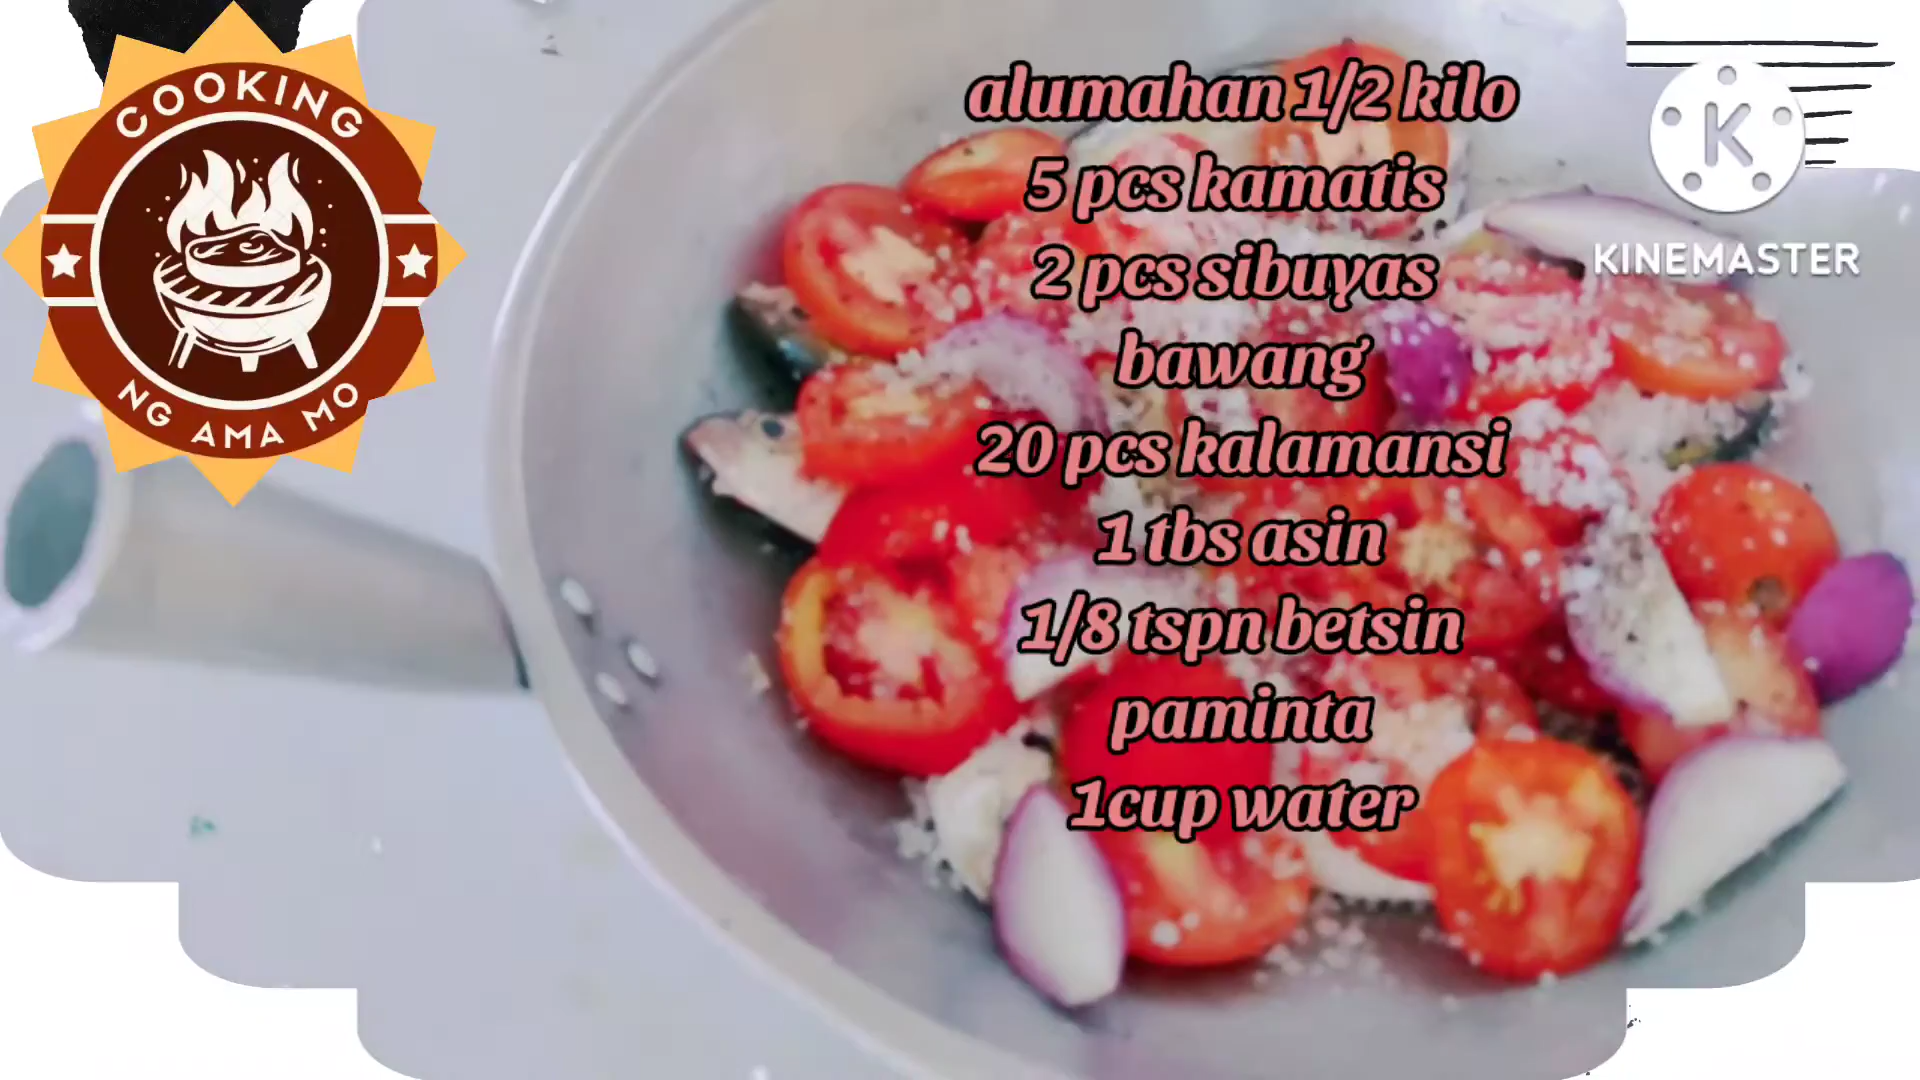 COOKING
NG AMA MO
alumahan 1/2 kilo
5 pcs kamatis
2 pcs sibuyas
bawang
20 pcs kalamansi
1 tbs asin
1/8 tspn betsin
paminta
1cup water
K
KINEMASTER